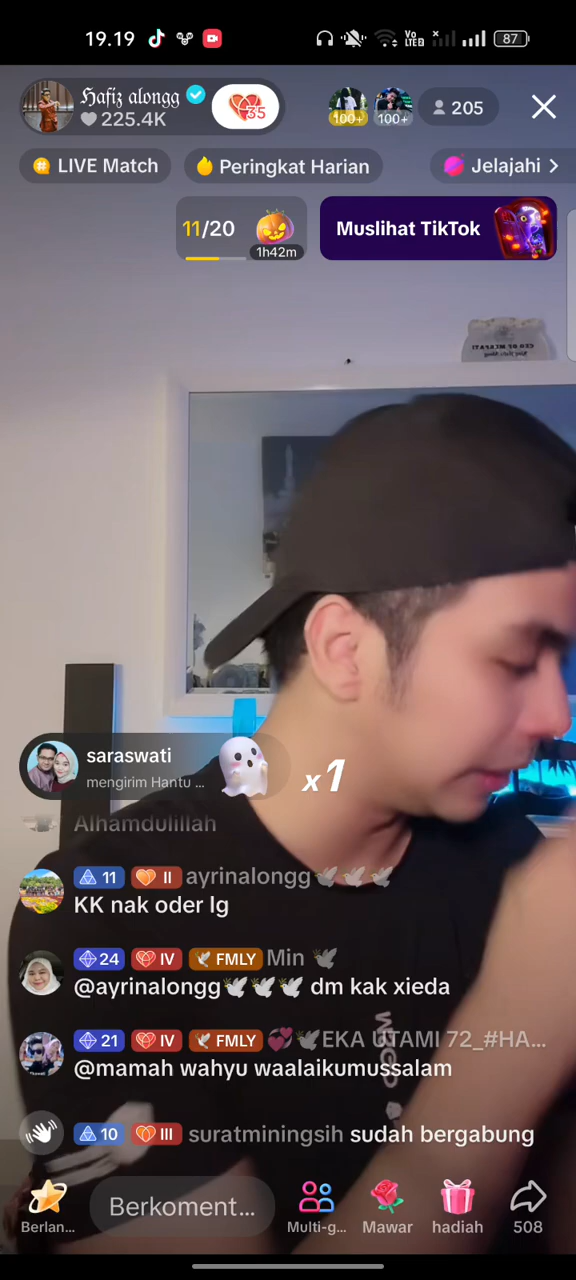 19.19
Vo LTE 2
87
ℌafiz alongg
225.4K
35
100+
100+
205
LIVE Match
Peringkat Harian
Jelajahi >
11/20
1h42m
Muslihat TikTok
saraswati
mengirim Hantu ...
x1
Alhamdulillah
11 II ayrinalongg🕊️🕊️🕊️
KK nak oder lg
24 IV FMLY Min 🕊️
@ayrinalongg🕊️🕊️🕊️ dm kak xieda
21 IV FMLY 💞🕊️EKA UTAMI 72_#HA...
@mamah wahyu waalaikumussalam
10 III suratminingsih sudah bergabung
Berlan...
Berkoment...
Multi-g...
Mawar
hadiah
508